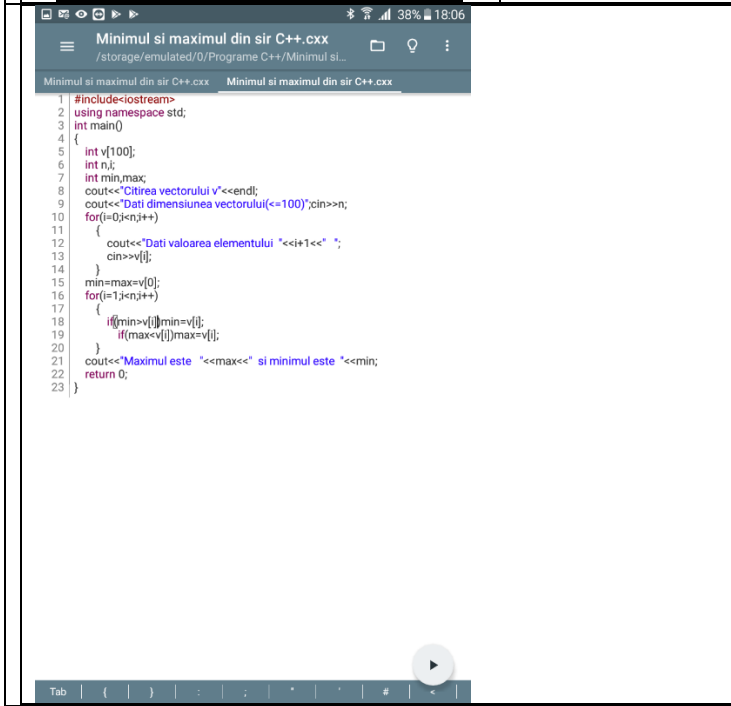 38% 18:06
Minimul si maximul din sir C++.cxx
/storage/emulated/0/Programe C++/Minimul si...
Minimul si maximul din sir C++.cxx Minimul si maximul din sir C++.cxx
1 #include<iostream>
2 using namespace std;
3 int main()
4 {
5 int v[100];
6 int n,i;
7 int min,max;
8 cout<<"Citirea vectorului v"<<endl;
9 cout<<"Dati dimensiunea vectorului(<=100)";cin>>n;
10 for(i=0;i<n;i++)
11 {
12 cout<<"Dati valoarea elementului "<<i+1<<" ";
13 cin>>v[i];
14 }
15 min=max=v[0];
16 for(i=1;i<n;i++)
17 {
18 if(min>v[i])min=v[i];
19 if(max<v[i])max=v[i];
20 }
21 cout<<"Maximul este "<<max<<" si minimul este "<<min;
22 return 0;
23 }
Tab { } : ; " ' # <